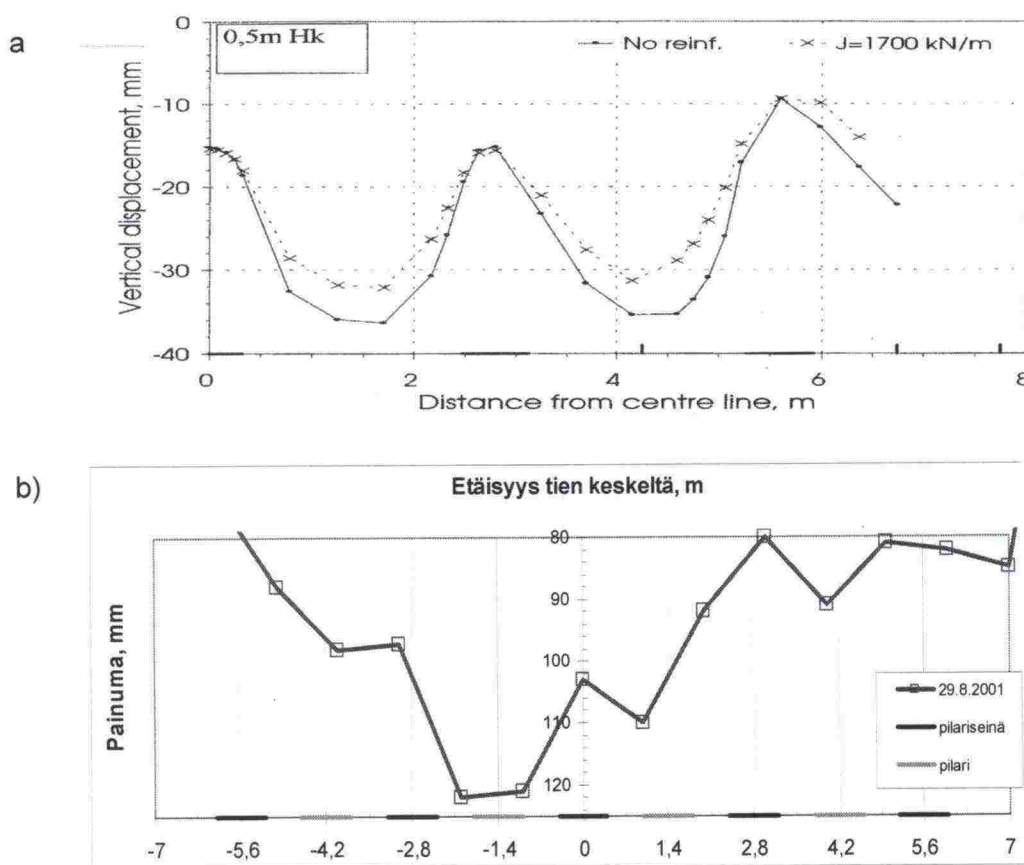 a
0,5m Hk
No reinf.
J=1700 kN/m
Vertical displacement, mm
0
-10
-20
-30
-40
0 2 4 6 8
Distance from centre line, m
b)
Etäisyys tien keskeltä, m
Painuma, mm
80
90
100
110
120
29.8.2001
pilariseinä
pilari
-7 -5,6 -4,2 -2,8 -1,4 0 1,4 2,8 4,2 5,6 7